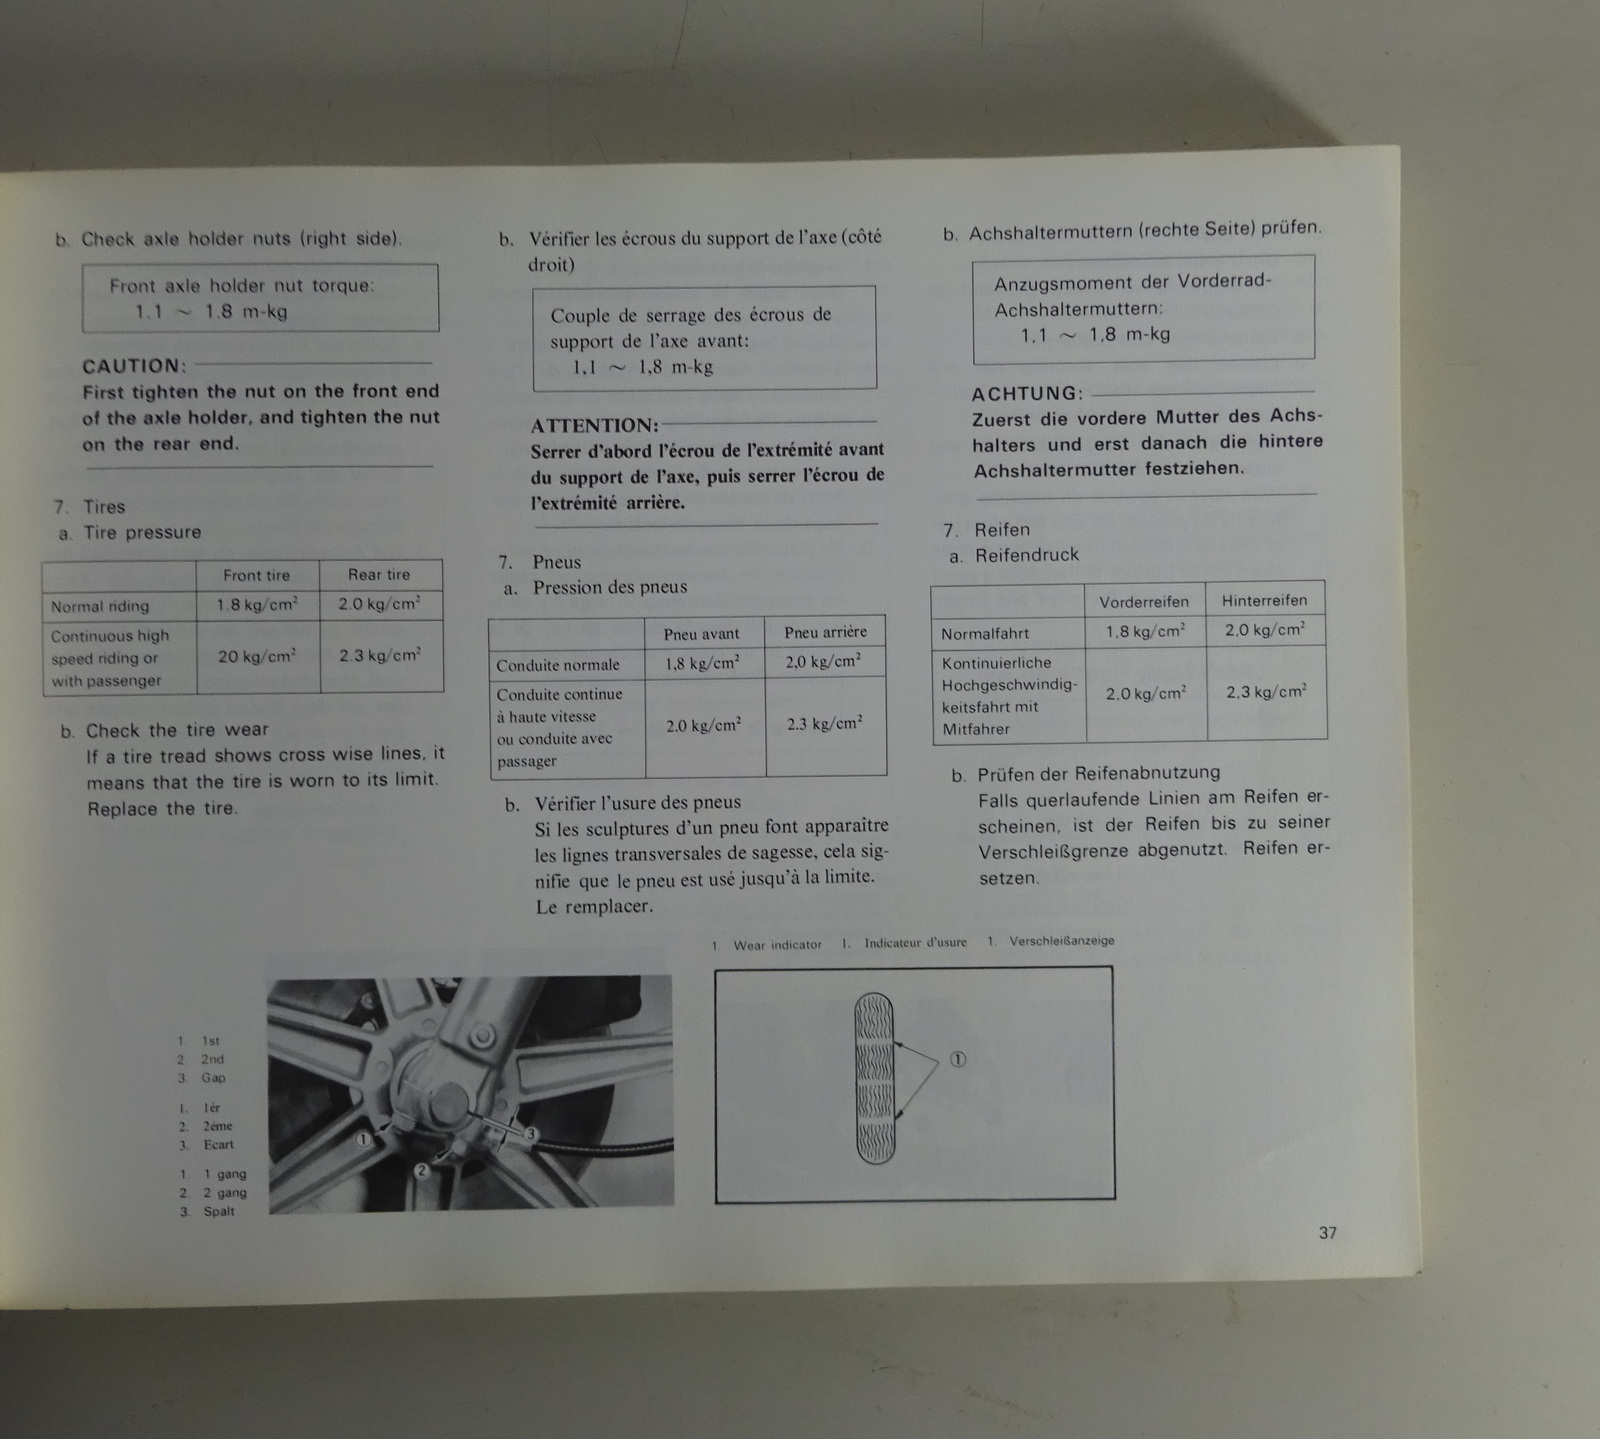 b. Check axle holder nuts (right side).
Front axle holder nut torque:
1.1 ~ 1.8 m-kg
CAUTION:
First tighten the nut on the front end
of the axle holder, and tighten the nut
on the rear end.
7. Tires
a. Tire pressure
Front tire Rear tire
Normal riding 1.8 kg/cm² 2.0 kg/cm²
Continuous high
speed riding or
with passenger
20 kg/cm² 2.3 kg/cm²
b. Check the tire wear
If a tire tread shows cross wise lines, it
means that the tire is worn to its limit.
Replace the tire.
b. Vérifier les écrous du support de l'axe (côté
droit)
Couple de serrage des écrous de
support de l'axe avant:
1,1 ~ 1,8 m-kg
ATTENTION:
Serrer d'abord l'écrou de l'extrémité avant
du support de l'axe, puis serrer l'écrou de
l'extrémité arrière.
7. Pneus
a. Pression des pneus
Pneu avant Pneu arrière
Conduite normale 1,8 kg/cm² 2,0 kg/cm²
Conduite continue
à haute vitesse
ou conduite avec
passager
2.0 kg/cm² 2.3 kg/cm²
b. Vérifier l'usure des pneus
Si les sculptures d'un pneu font apparaître
les lignes transversales de sagesse, cela sig-
nifie que le pneu est usé jusqu'à la limite.
Le remplacer.
b. Achshaltermuttern (rechte Seite) prüfen.
Anzugsmoment der Vorderrad-
Achshaltermuttern:
1,1 ~ 1,8 m-kg
ACHTUNG:
Zuerst die vordere Mutter des Achs-
halters und erst danach die hintere
Achshaltermutter festziehen.
7. Reifen
a. Reifendruck
Vorderreifen Hinterreifen
Normalfahrt 1,8 kg/cm² 2,0 kg/cm²
Kontinuierliche
Hochgeschwindig-
keitsfahrt mit
Mitfahrer
2,0 kg/cm² 2,3 kg/cm²
b. Prüfen der Reifenabnutzung
Falls querlaufende Linien am Reifen er-
scheinen, ist der Reifen bis zu seiner
Verschleißgrenze abgenutzt. Reifen er-
setzen.
1. 1st
2. 2nd
3. Gap
1. 1ér
2. 2éme
3. Ecart
1. 1 gang
2. 2 gang
3. Spalt
①
②
③
1. Wear indicator 1. Indicateur d'usure 1. Verschleißanzeige
①
37